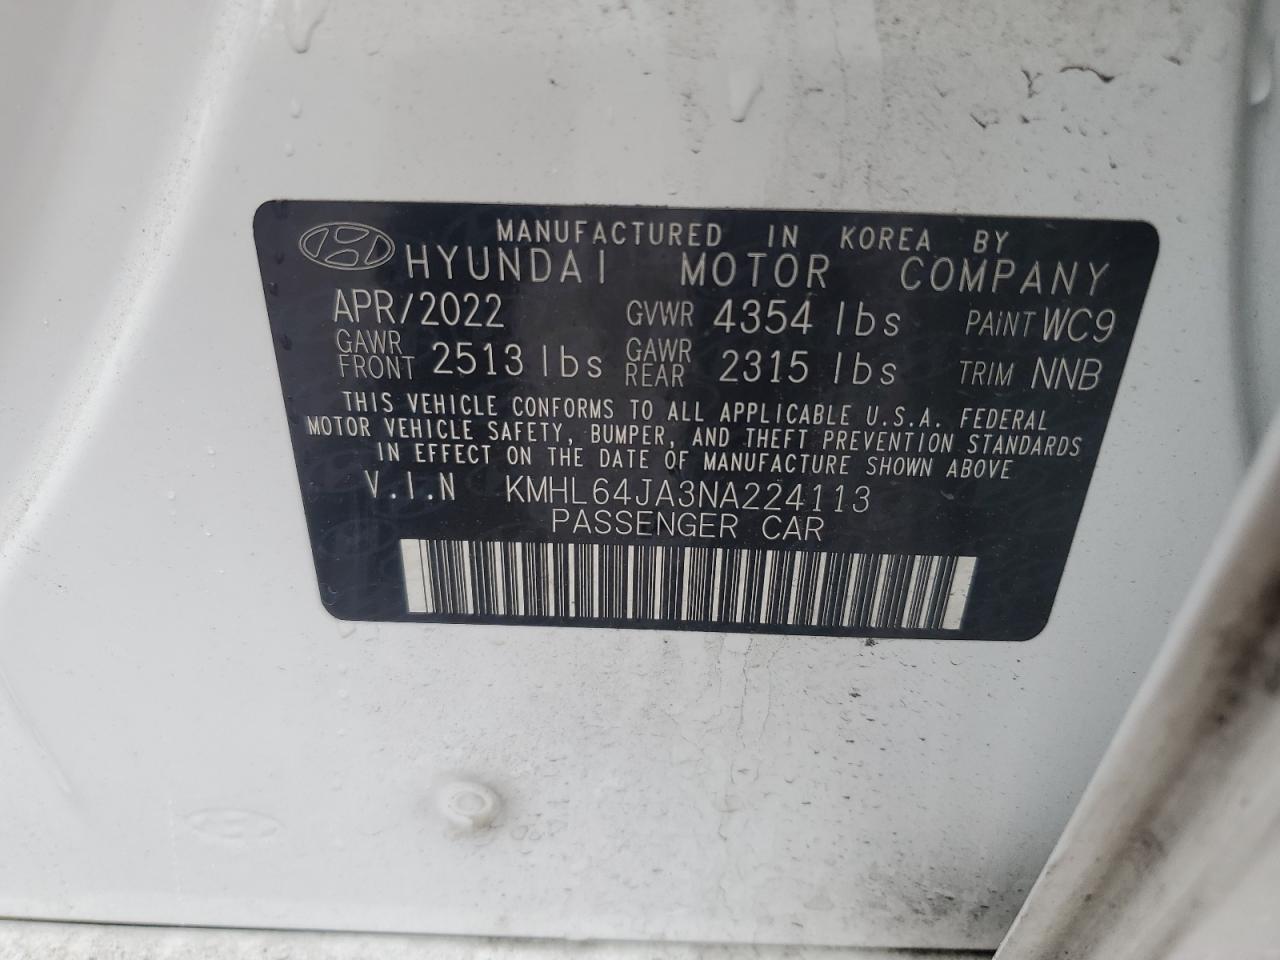 MANUFACTURED IN KOREA BY
HYUNDAI MOTOR COMPANY
APR/2022 GVWR 4354 lbs PAINT WC9
GAWR FRONT 2513 lbs GAWR REAR 2315 lbs TRIM NNB
THIS VEHICLE CONFORMS TO ALL APPLICABLE U.S.A. FEDERAL
MOTOR VEHICLE SAFETY, BUMPER, AND THEFT PREVENTION STANDARDS
IN EFFECT ON THE DATE OF MANUFACTURE SHOWN ABOVE
V.I.N KMHL64JA3NA224113
PASSENGER CAR